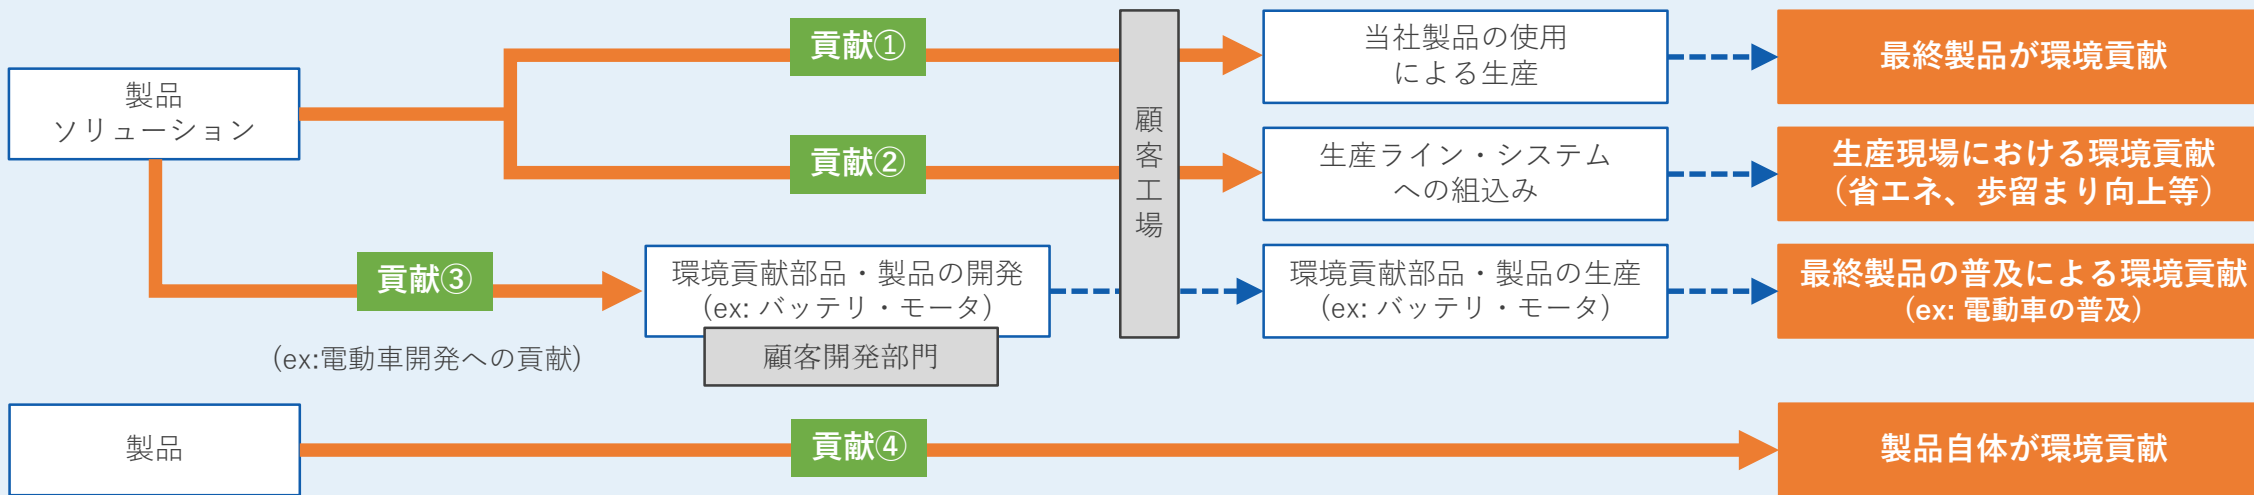 製品
ソリューション
貢献①
貢献②
顧客工場
当社製品の使用
による生産
最終製品が環境貢献
生産ライン・システム
への組込み
生産現場における環境貢献
（省エネ、歩留まり向上等）
貢献③
(ex:電動車開発への貢献)
環境貢献部品・製品の開発
(ex: バッテリ・モータ)
顧客開発部門
環境貢献部品・製品の生産
(ex: バッテリ・モータ)
最終製品の普及による環境貢献
(ex: 電動車の普及)
製品
貢献④
製品自体が環境貢献